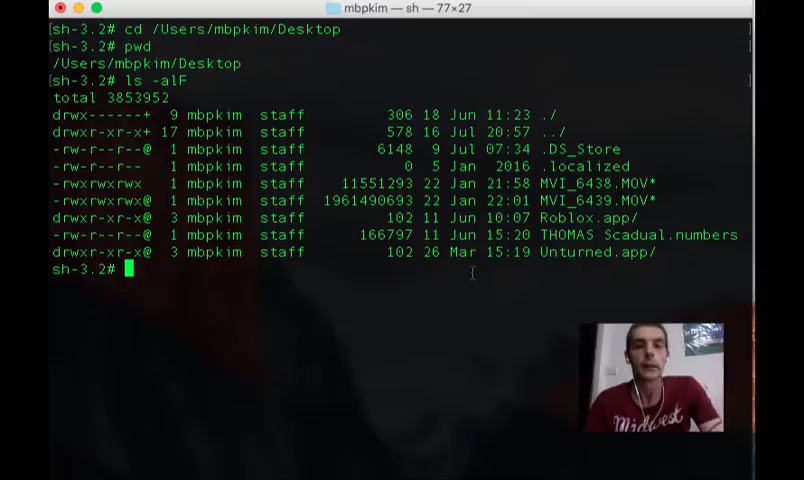 mbpkim — sh — 77×27
[sh-3.2# cd /Users/mbpkim/Desktop ]
[sh-3.2# pwd ]
/Users/mbpkim/Desktop
[sh-3.2# ls -alF ]
total 3853952
drwx------+ 9 mbpkim staff 306 18 Jun 11:23 ./
drwxr-xr-x+ 17 mbpkim staff 578 16 Jul 20:57 ../
-rw-r--r--@ 1 mbpkim staff 6148 9 Jul 07:34 .DS_Store
-rw-r--r-- 1 mbpkim staff 0 5 Jan 2016 .localized
-rwxrwxrwx 1 mbpkim staff 11551293 22 Jan 21:58 MVI_6438.MOV*
-rwxrwxrwx@ 1 mbpkim staff 1961490693 22 Jan 22:01 MVI_6439.MOV*
drwxr-xr-x@ 3 mbpkim staff 102 11 Jun 10:07 Roblox.app/
-rw-r--r--@ 1 mbpkim staff 166797 11 Jun 15:20 THOMAS Scadual.numbers
drwxr-xr-x@ 3 mbpkim staff 102 26 Mar 15:19 Unturned.app/
sh-3.2#
Midwest